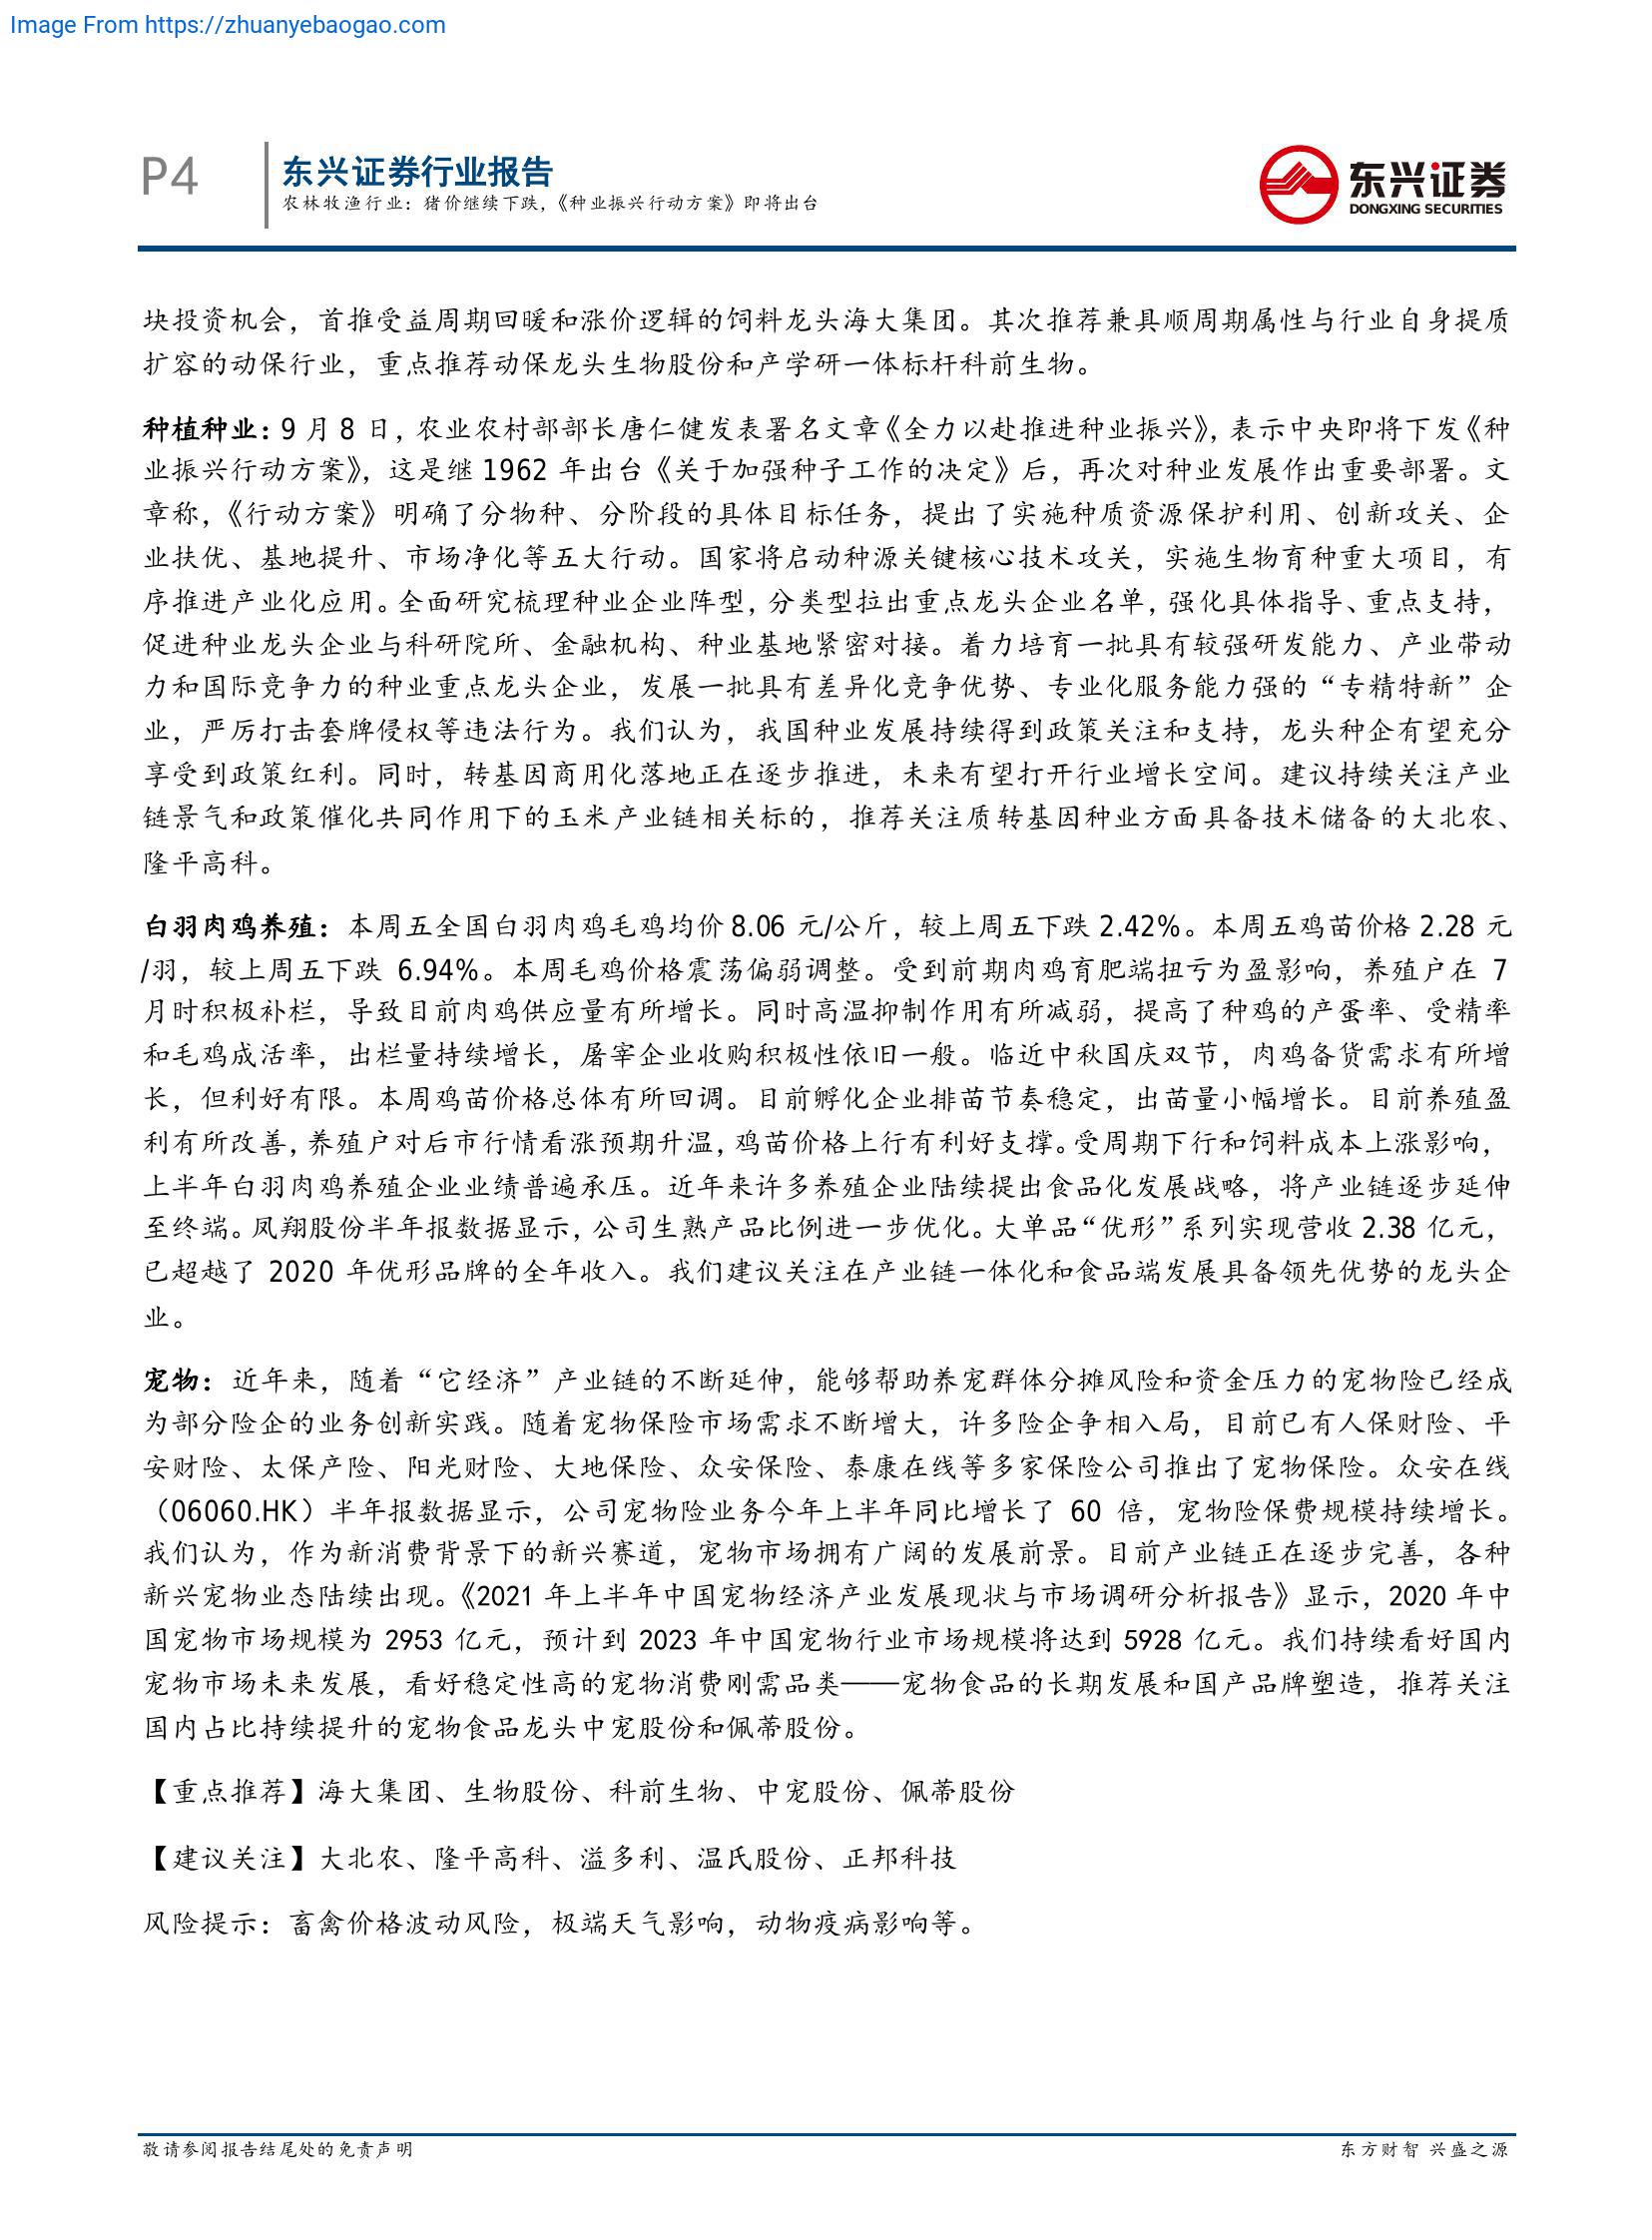 Image From https://zhuanyebaogao.com
P4
东兴证券行业报告
农林牧渔行业：猪价继续下跌，《种业振兴行动方案》即将出台
东兴证券
DONGXING SECURITIES
块投资机会，首推受益周期回暖和涨价逻辑的饲料龙头海大集团。其次推荐兼具顺周期属性与行业自身提质
扩容的动保行业，重点推荐动保龙头生物股份和产学研一体标杆科前生物。
种植种业：9 月 8 日，农业农村部部长唐仁健发表署名文章《全力以赴推进种业振兴》，表示中央即将下发《种
业振兴行动方案》，这是继 1962 年出台《关于加强种子工作的决定》后，再次对种业发展作出重要部署。文
章称，《行动方案》明确了分物种、分阶段的具体目标任务，提出了实施种质资源保护利用、创新攻关、企
业扶优、基地提升、市场净化等五大行动。国家将启动种源关键核心技术攻关，实施生物育种重大项目，有
序推进产业化应用。全面研究梳理种业企业阵型，分类型拉出重点龙头企业名单，强化具体指导、重点支持，
促进种业龙头企业与科研院所、金融机构、种业基地紧密对接。着力培育一批具有较强研发能力、产业带动
力和国际竞争力的种业重点龙头企业，发展一批具有差异化竞争优势、专业化服务能力强的“专精特新”企
业，严厉打击套牌侵权等违法行为。我们认为，我国种业发展持续得到政策关注和支持，龙头种企有望充分
享受到政策红利。同时，转基因商用化落地正在逐步推进，未来有望打开行业增长空间。建议持续关注产业
链景气和政策催化共同作用下的玉米产业链相关标的，推荐关注质转基因种业方面具备技术储备的大北农、
隆平高科。
白羽肉鸡养殖：本周五全国白羽肉鸡毛鸡均价 8.06 元/公斤，较上周五下跌 2.42%。本周五鸡苗价格 2.28 元
/羽，较上周五下跌 6.94%。本周毛鸡价格震荡偏弱调整。受到前期肉鸡育肥端扭亏为盈影响，养殖户在 7
月时积极补栏，导致目前肉鸡供应量有所增长。同时高温抑制作用有所减弱，提高了种鸡的产蛋率、受精率
和毛鸡成活率，出栏量持续增长，屠宰企业收购积极性依旧一般。临近中秋国庆双节，肉鸡备货需求有所增
长，但利好有限。本周鸡苗价格总体有所回调。目前孵化企业排苗节奏稳定，出苗量小幅增长。目前养殖盈
利有所改善，养殖户对后市行情看涨预期升温，鸡苗价格上行有利好支撑。受周期下行和饲料成本上涨影响，
上半年白羽肉鸡养殖企业业绩普遍承压。近年来许多养殖企业陆续提出食品化发展战略，将产业链逐步延伸
至终端。凤翔股份半年报数据显示，公司生熟产品比例进一步优化。大单品“优形”系列实现营收 2.38 亿元，
已超越了 2020 年优形品牌的全年收入。我们建议关注在产业链一体化和食品端发展具备领先优势的龙头企
业。
宠物：近年来，随着“它经济”产业链的不断延伸，能够帮助养宠群体分摊风险和资金压力的宠物险已经成
为部分险企的业务创新实践。随着宠物保险市场需求不断增大，许多险企争相入局，目前已有人保财险、平
安财险、太保产险、阳光财险、大地保险、众安保险、泰康在线等多家保险公司推出了宠物保险。众安在线
（06060.HK）半年报数据显示，公司宠物险业务今年上半年同比增长了 60 倍，宠物险保费规模持续增长。
我们认为，作为新消费背景下的新兴赛道，宠物市场拥有广阔的发展前景。目前产业链正在逐步完善，各种
新兴宠物业态陆续出现。《2021 年上半年中国宠物经济产业发展现状与市场调研分析报告》显示，2020 年中
国宠物市场规模为 2953 亿元，预计到 2023 年中国宠物行业市场规模将达到 5928 亿元。我们持续看好国内
宠物市场未来发展，看好稳定性高的宠物消费刚需品类——宠物食品的长期发展和国产品牌塑造，推荐关注
国内占比持续提升的宠物食品龙头中宠股份和佩蒂股份。
【重点推荐】海大集团、生物股份、科前生物、中宠股份、佩蒂股份
【建议关注】大北农、隆平高科、溢多利、温氏股份、正邦科技
风险提示：畜禽价格波动风险，极端天气影响，动物疫病影响等。
敬请参阅报告结尾处的免责声明
东方财智 兴盛之源